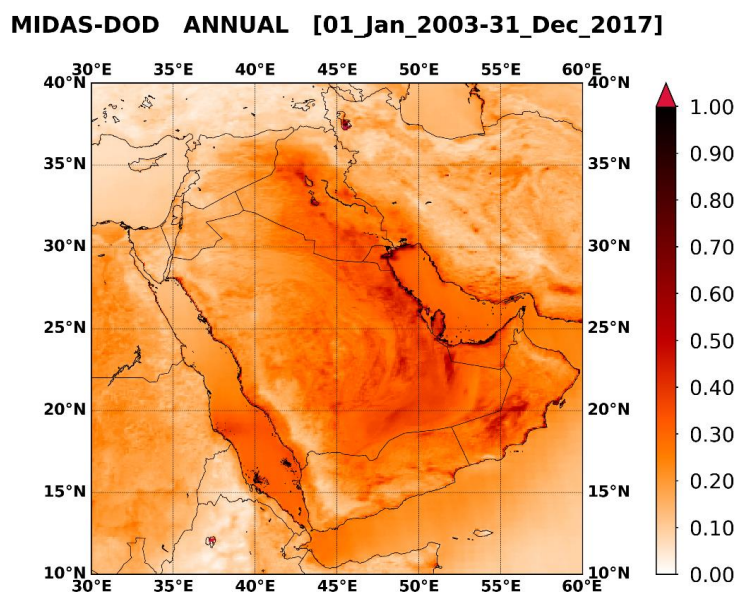 MIDAS-DOD ANNUAL [01_Jan_2003-31_Dec_2017]
30°E 35°E 40°E 45°E 50°E 55°E 60°E
40°N 40°N
1.00
0.90
35°N 35°N
0.80
30°N 30°N
0.70
0.60
25°N 25°N
0.50
0.40
20°N 20°N
0.30
0.20
15°N 15°N
0.10
10°N 10°N
0.00
30°E 35°E 40°E 45°E 50°E 55°E 60°E